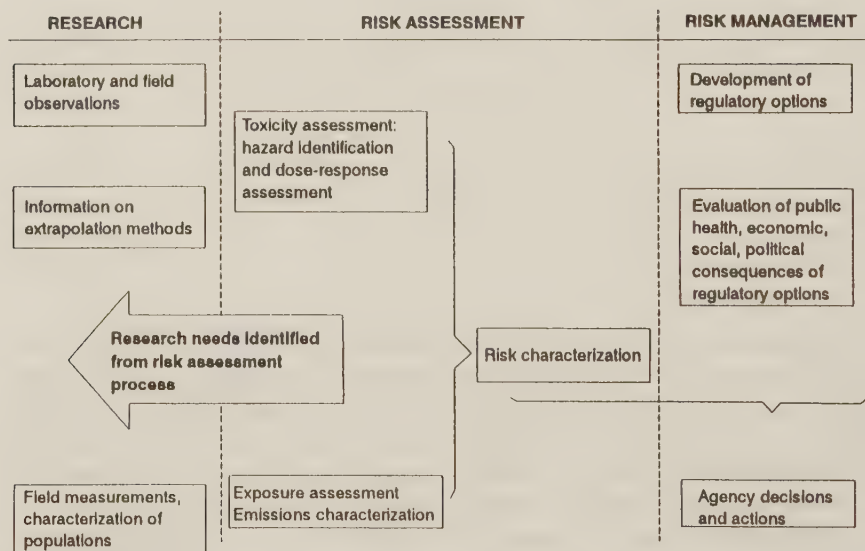 RESEARCH
RISK ASSESSMENT
RISK MANAGEMENT
Laboratory and field
observations
Information on
extrapolation methods
Research needs identified
from risk assessment
process
Field measurements,
characterization of
populations
Toxicity assessment:
hazard identification
and dose-response
assessment
Exposure assessment
Emissions characterization
Risk characterization
Development of
regulatory options
Evaluation of public
health, economic,
social, political
consequences of
regulatory options
Agency decisions
and actions